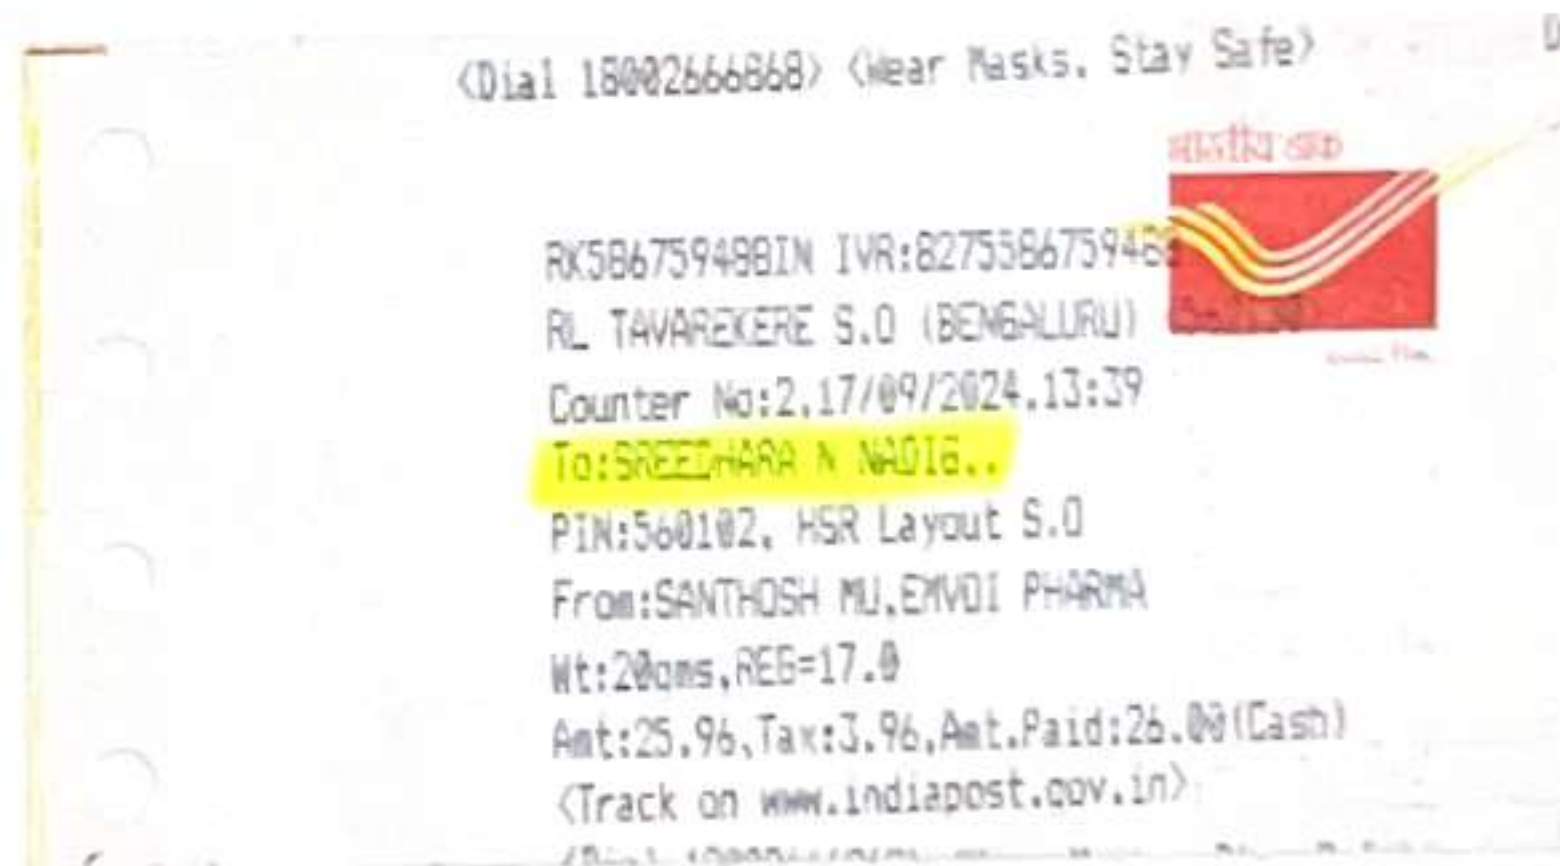 <Dial 18002666868> <Wear Masks, Stay Safe>
भारतीय डाक
RK586759488IN IVR:8275586759488
RL TAVAREKERE S.O (BENGALURU)
Counter No:2,17/09/2024,13:39
To:SREEDHARA N NADIG..
PIN:560102, HSR Layout S.O
From:SANTHOSH MU,EMVOI PHARMA
Wt:20gms,REG=17.0
Amt:25.96,Tax:3.96,Amt.Paid:26.00(Cash)
<Track on www.indiapost.gov.in>